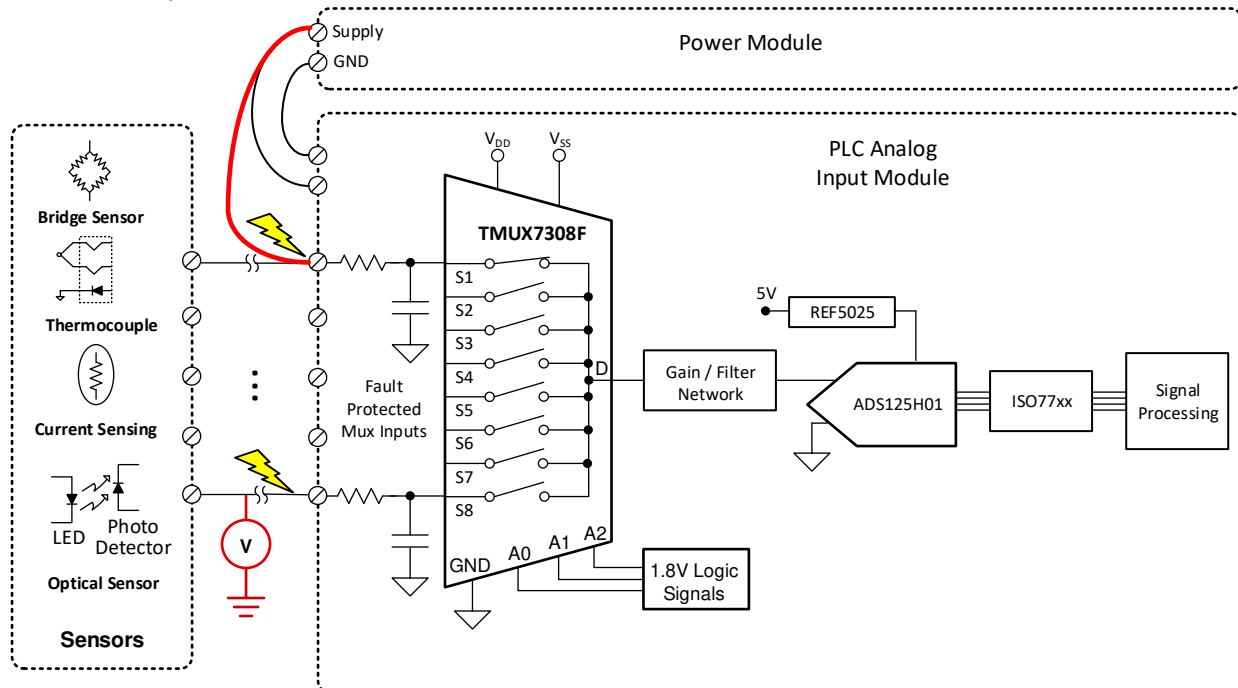 Supply
GND
Power Module
VDD
VSS
PLC Analog
Input Module
Bridge Sensor
TMUX7308F
S1
S2
S3
S4
S5
S6
S7
S8
D
Thermocouple
5V
REF5025
Gain / Filter
Network
ADS125H01
ISO77xx
Signal
Processing
Fault
Protected
Mux Inputs
Current Sensing
LED
Photo
Detector
V
Optical Sensor
GND
A0
A1
A2
1.8V Logic
Signals
Sensors